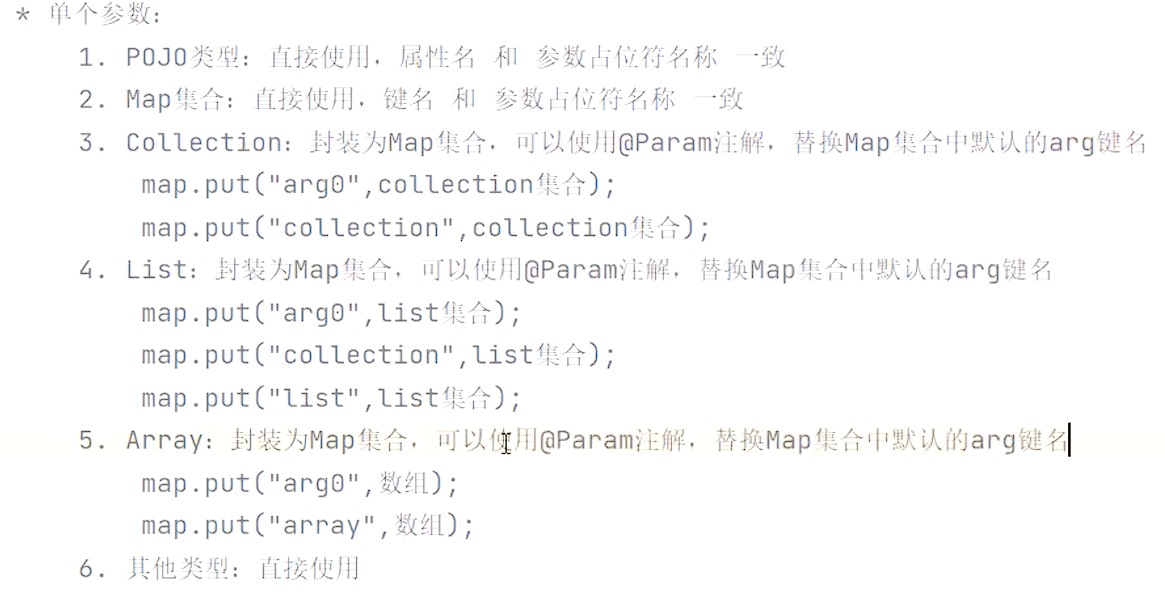 * 单个参数：
1. POJO类型：直接使用，属性名 和 参数占位符名称 一致
2. Map集合：直接使用，键名 和 参数占位符名称 一致
3. Collection：封装为Map集合，可以使用@Param注解，替换Map集合中默认的arg键名
map.put("arg0",collection集合);
map.put("collection",collection集合);
4. List：封装为Map集合，可以使用@Param注解，替换Map集合中默认的arg键名
map.put("arg0",list集合);
map.put("collection",list集合);
map.put("list",list集合);
5. Array：封装为Map集合，可以使用@Param注解，替换Map集合中默认的arg键名
map.put("arg0",数组);
map.put("array",数组);
6. 其他类型：直接使用